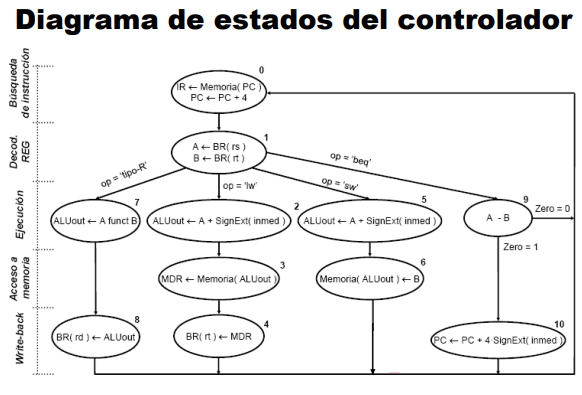 Diagrama de estados del controlador
Búsqueda
de instrucción
0
IR ← Memoria( PC )
PC ← PC + 4
Decod.
REG
1
A ← BR( rs )
B ← BR( rt )
op = 'tipo-R'
op = 'lw'
op = 'sw'
op = 'beq'
Ejecución
7
ALUout ← A funct B
2
ALUout ← A + SignExt( inmed )
5
ALUout ← A + SignExt( inmed )
9
A - B
Zero = 0
Zero = 1
Acceso a
memoria
3
MDR ← Memoria( ALUout )
6
Memoria( ALUout ) ← B
Write-back
8
BR( rd ) ← ALUout
4
BR( rt ) ← MDR
10
PC ← PC + 4·SignExt( inmed )